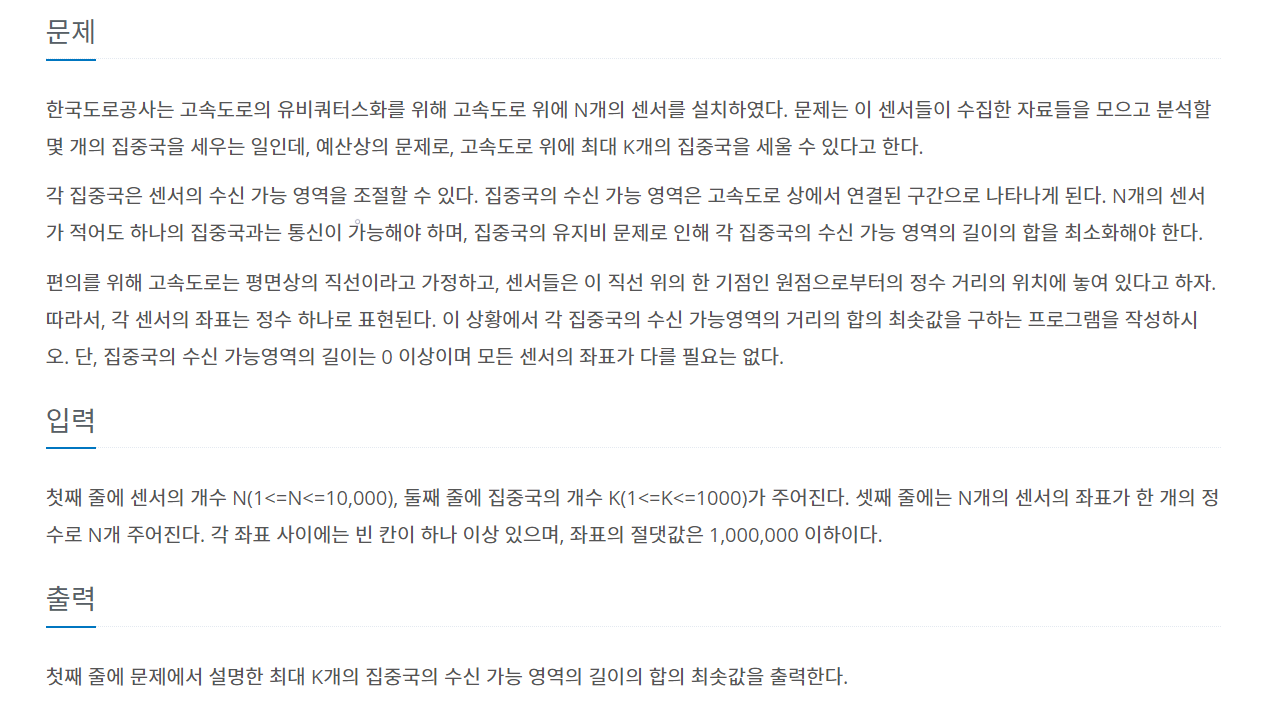 문제
한국도로공사는 고속도로의 유비쿼터스화를 위해 고속도로 위에 N개의 센서를 설치하였다. 문제는 이 센서들이 수집한 자료들을 모으고 분석할
몇 개의 집중국을 세우는 일인데, 예산상의 문제로, 고속도로 위에 최대 K개의 집중국을 세울 수 있다고 한다.
각 집중국은 센서의 수신 가능 영역을 조절할 수 있다. 집중국의 수신 가능 영역은 고속도로 상에서 연결된 구간으로 나타나게 된다. N개의 센서
가 적어도 하나의 집중국과는 통신이 가능해야 하며, 집중국의 유지비 문제로 인해 각 집중국의 수신 가능 영역의 길이의 합을 최소화해야 한다.
편의를 위해 고속도로는 평면상의 직선이라고 가정하고, 센서들은 이 직선 위의 한 기점인 원점으로부터의 정수 거리의 위치에 놓여 있다고 하자.
따라서, 각 센서의 좌표는 정수 하나로 표현된다. 이 상황에서 각 집중국의 수신 가능영역의 거리의 합의 최솟값을 구하는 프로그램을 작성하시
오. 단, 집중국의 수신 가능영역의 길이는 0 이상이며 모든 센서의 좌표가 다를 필요는 없다.
입력
첫째 줄에 센서의 개수 N(1<=N<=10,000), 둘째 줄에 집중국의 개수 K(1<=K<=1000)가 주어진다. 셋째 줄에는 N개의 센서의 좌표가 한 개의 정
수로 N개 주어진다. 각 좌표 사이에는 빈 칸이 하나 이상 있으며, 좌표의 절댓값은 1,000,000 이하이다.
출력
첫째 줄에 문제에서 설명한 최대 K개의 집중국의 수신 가능 영역의 길이의 합의 최솟값을 출력한다.